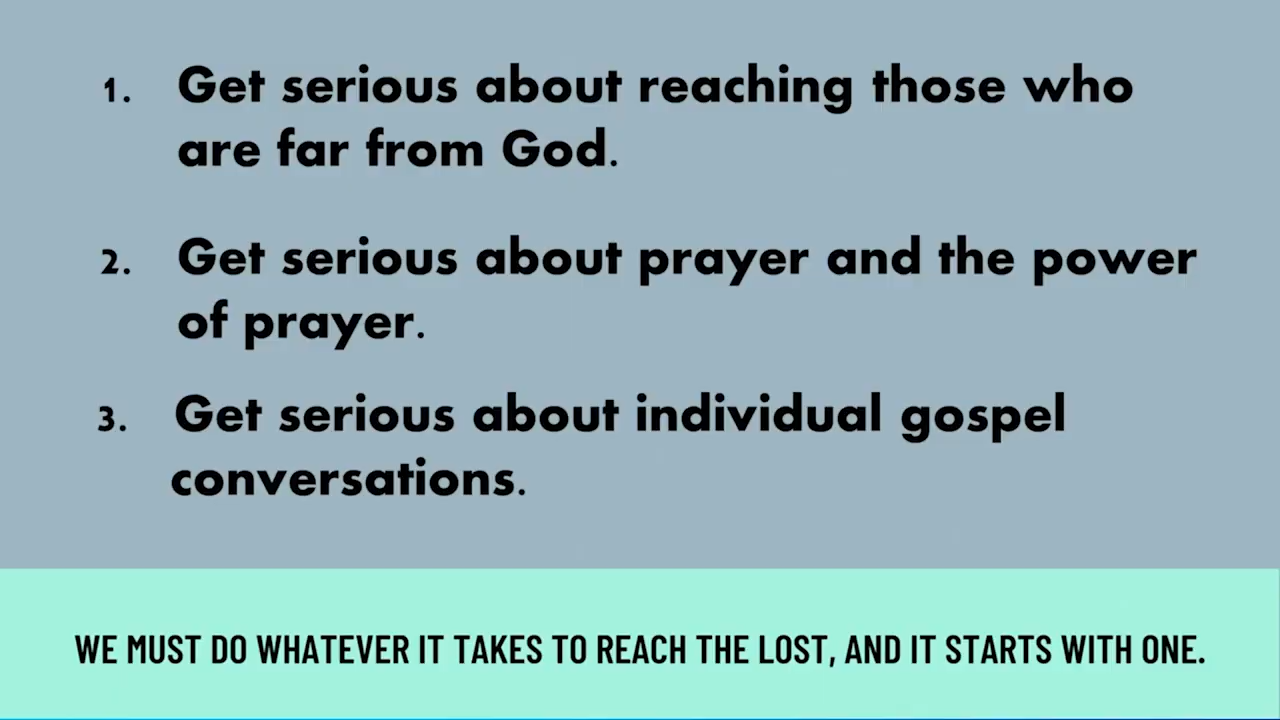 1. Get serious about reaching those who
are far from God.
2. Get serious about prayer and the power
of prayer.
3. Get serious about individual gospel
conversations.
WE MUST DO WHATEVER IT TAKES TO REACH THE LOST, AND IT STARTS WITH ONE.